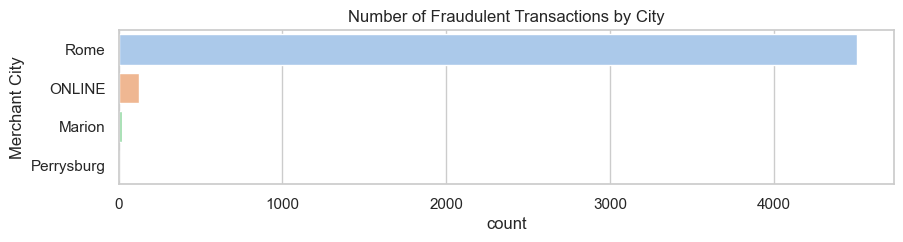 Number of Fraudulent Transactions by City
Merchant City
Rome
ONLINE
Marion
Perrysburg
0 1000 2000 3000 4000
count